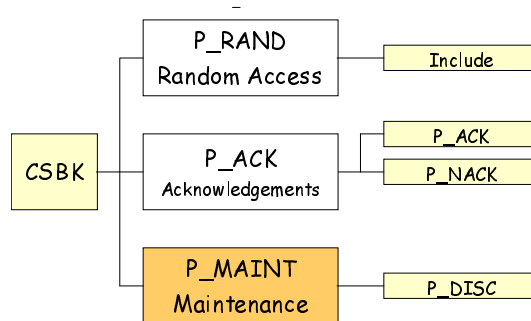 P_RAND
Random Access
Include
CSBK
P_ACK
Acknowledgements
P_ACK
P_NACK
P_MAINT
Maintenance
P_DISC